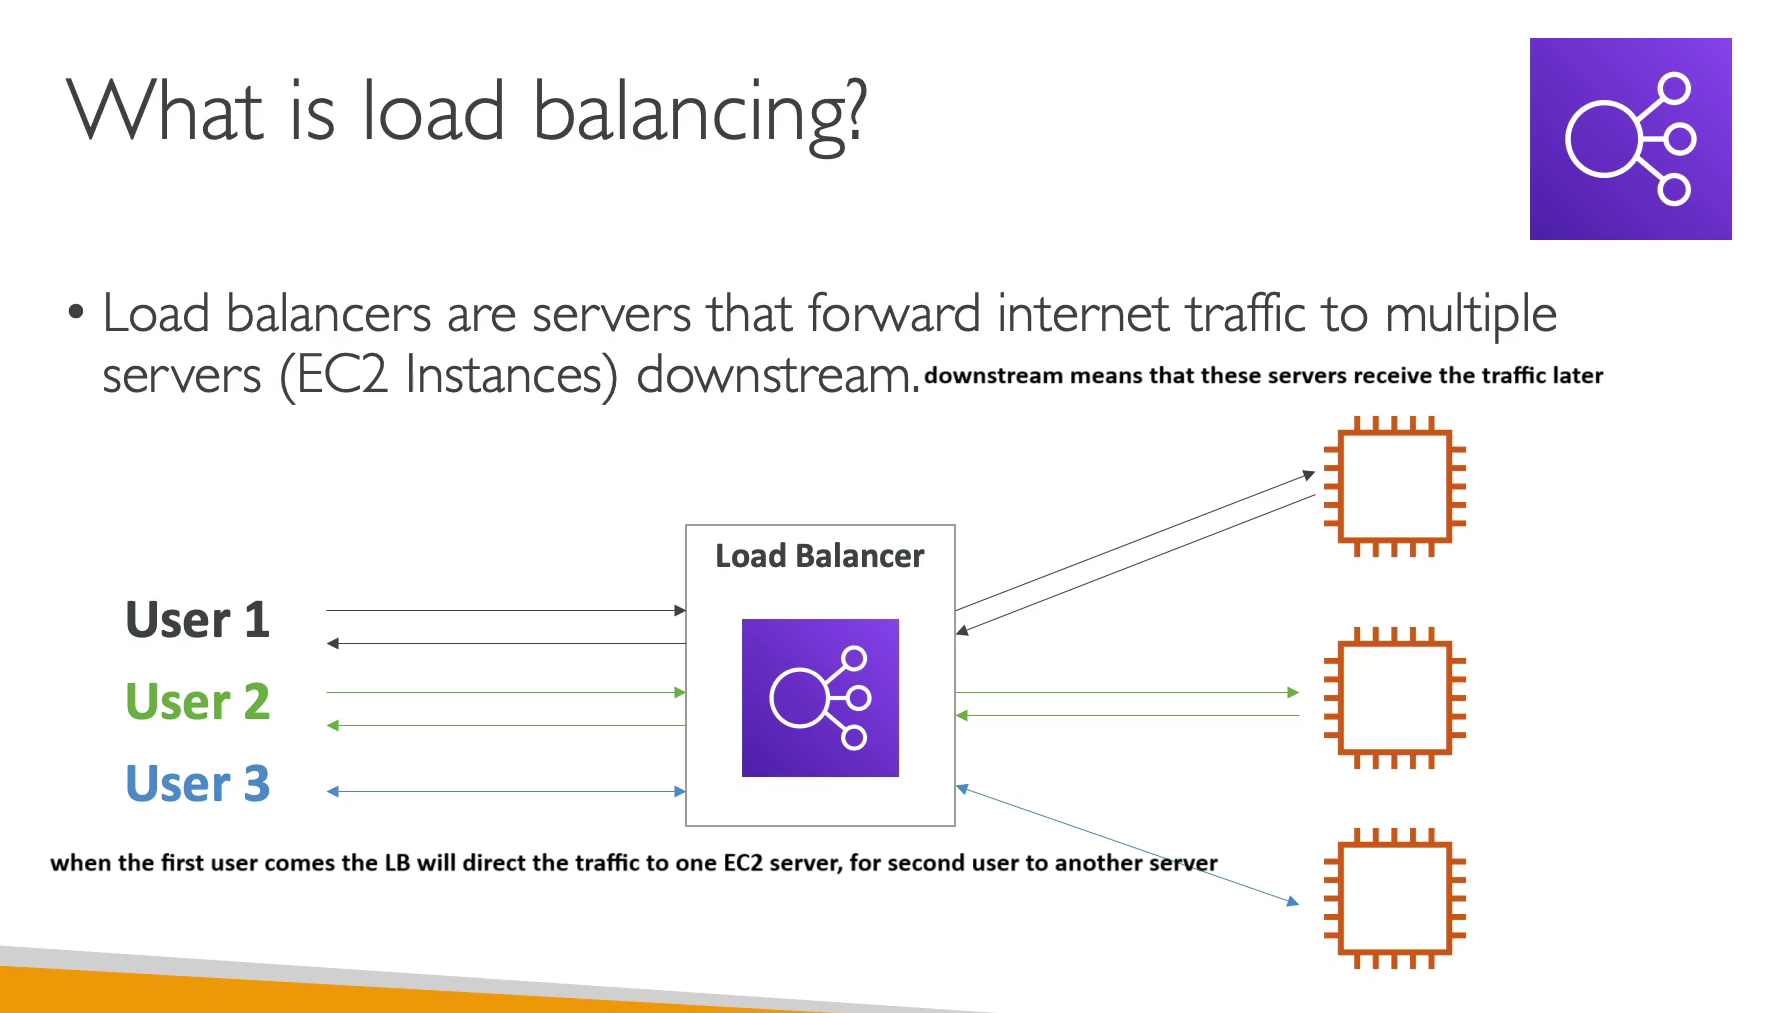 What is load balancing?
• Load balancers are servers that forward internet traffic to multiple
servers (EC2 Instances) downstream.
downstream means that these servers receive the traffic later
Load Balancer
User 1
User 2
User 3
when the first user comes the LB will direct the traffic to one EC2 server, for second user to another server